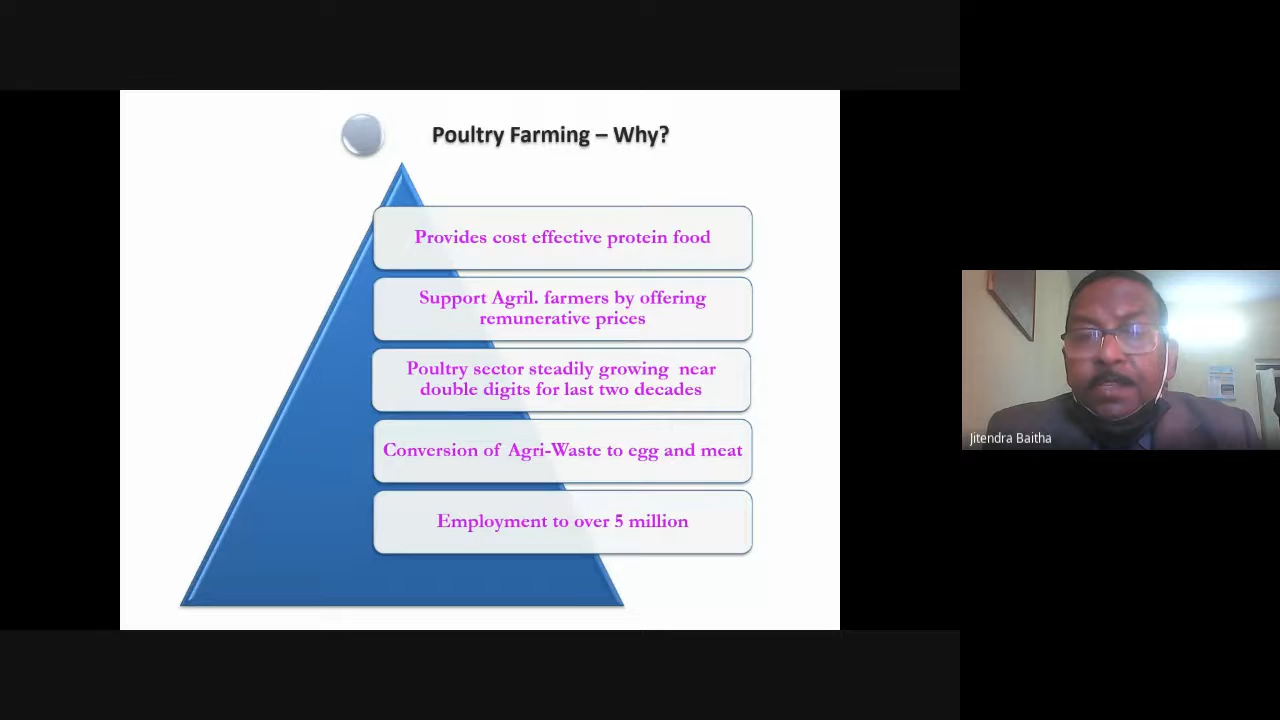 Poultry Farming – Why?
Provides cost effective protein food
Support Agril. farmers by offering
remunerative prices
Poultry sector steadily growing near
double digits for last two decades
Conversion of Agri-Waste to egg and meat
Employment to over 5 million
Jitendra Baitha